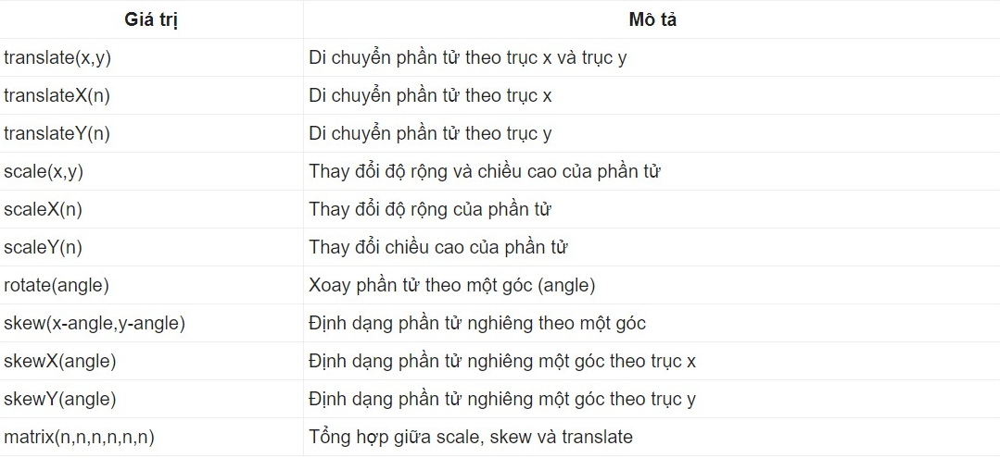 Giá trị Mô tả
translate(x,y) Di chuyển phần tử theo trục x và trục y
translateX(n) Di chuyển phần tử theo trục x
translateY(n) Di chuyển phần tử theo trục y
scale(x,y) Thay đổi độ rộng và chiều cao của phần tử
scaleX(n) Thay đổi độ rộng của phần tử
scaleY(n) Thay đổi chiều cao của phần tử
rotate(angle) Xoay phần tử theo một góc (angle)
skew(x-angle,y-angle) Định dạng phần tử nghiêng theo một góc
skewX(angle) Định dạng phần tử nghiêng một góc theo trục x
skewY(angle) Định dạng phần tử nghiêng một góc theo trục y
matrix(n,n,n,n,n,n) Tổng hợp giữa scale, skew và translate